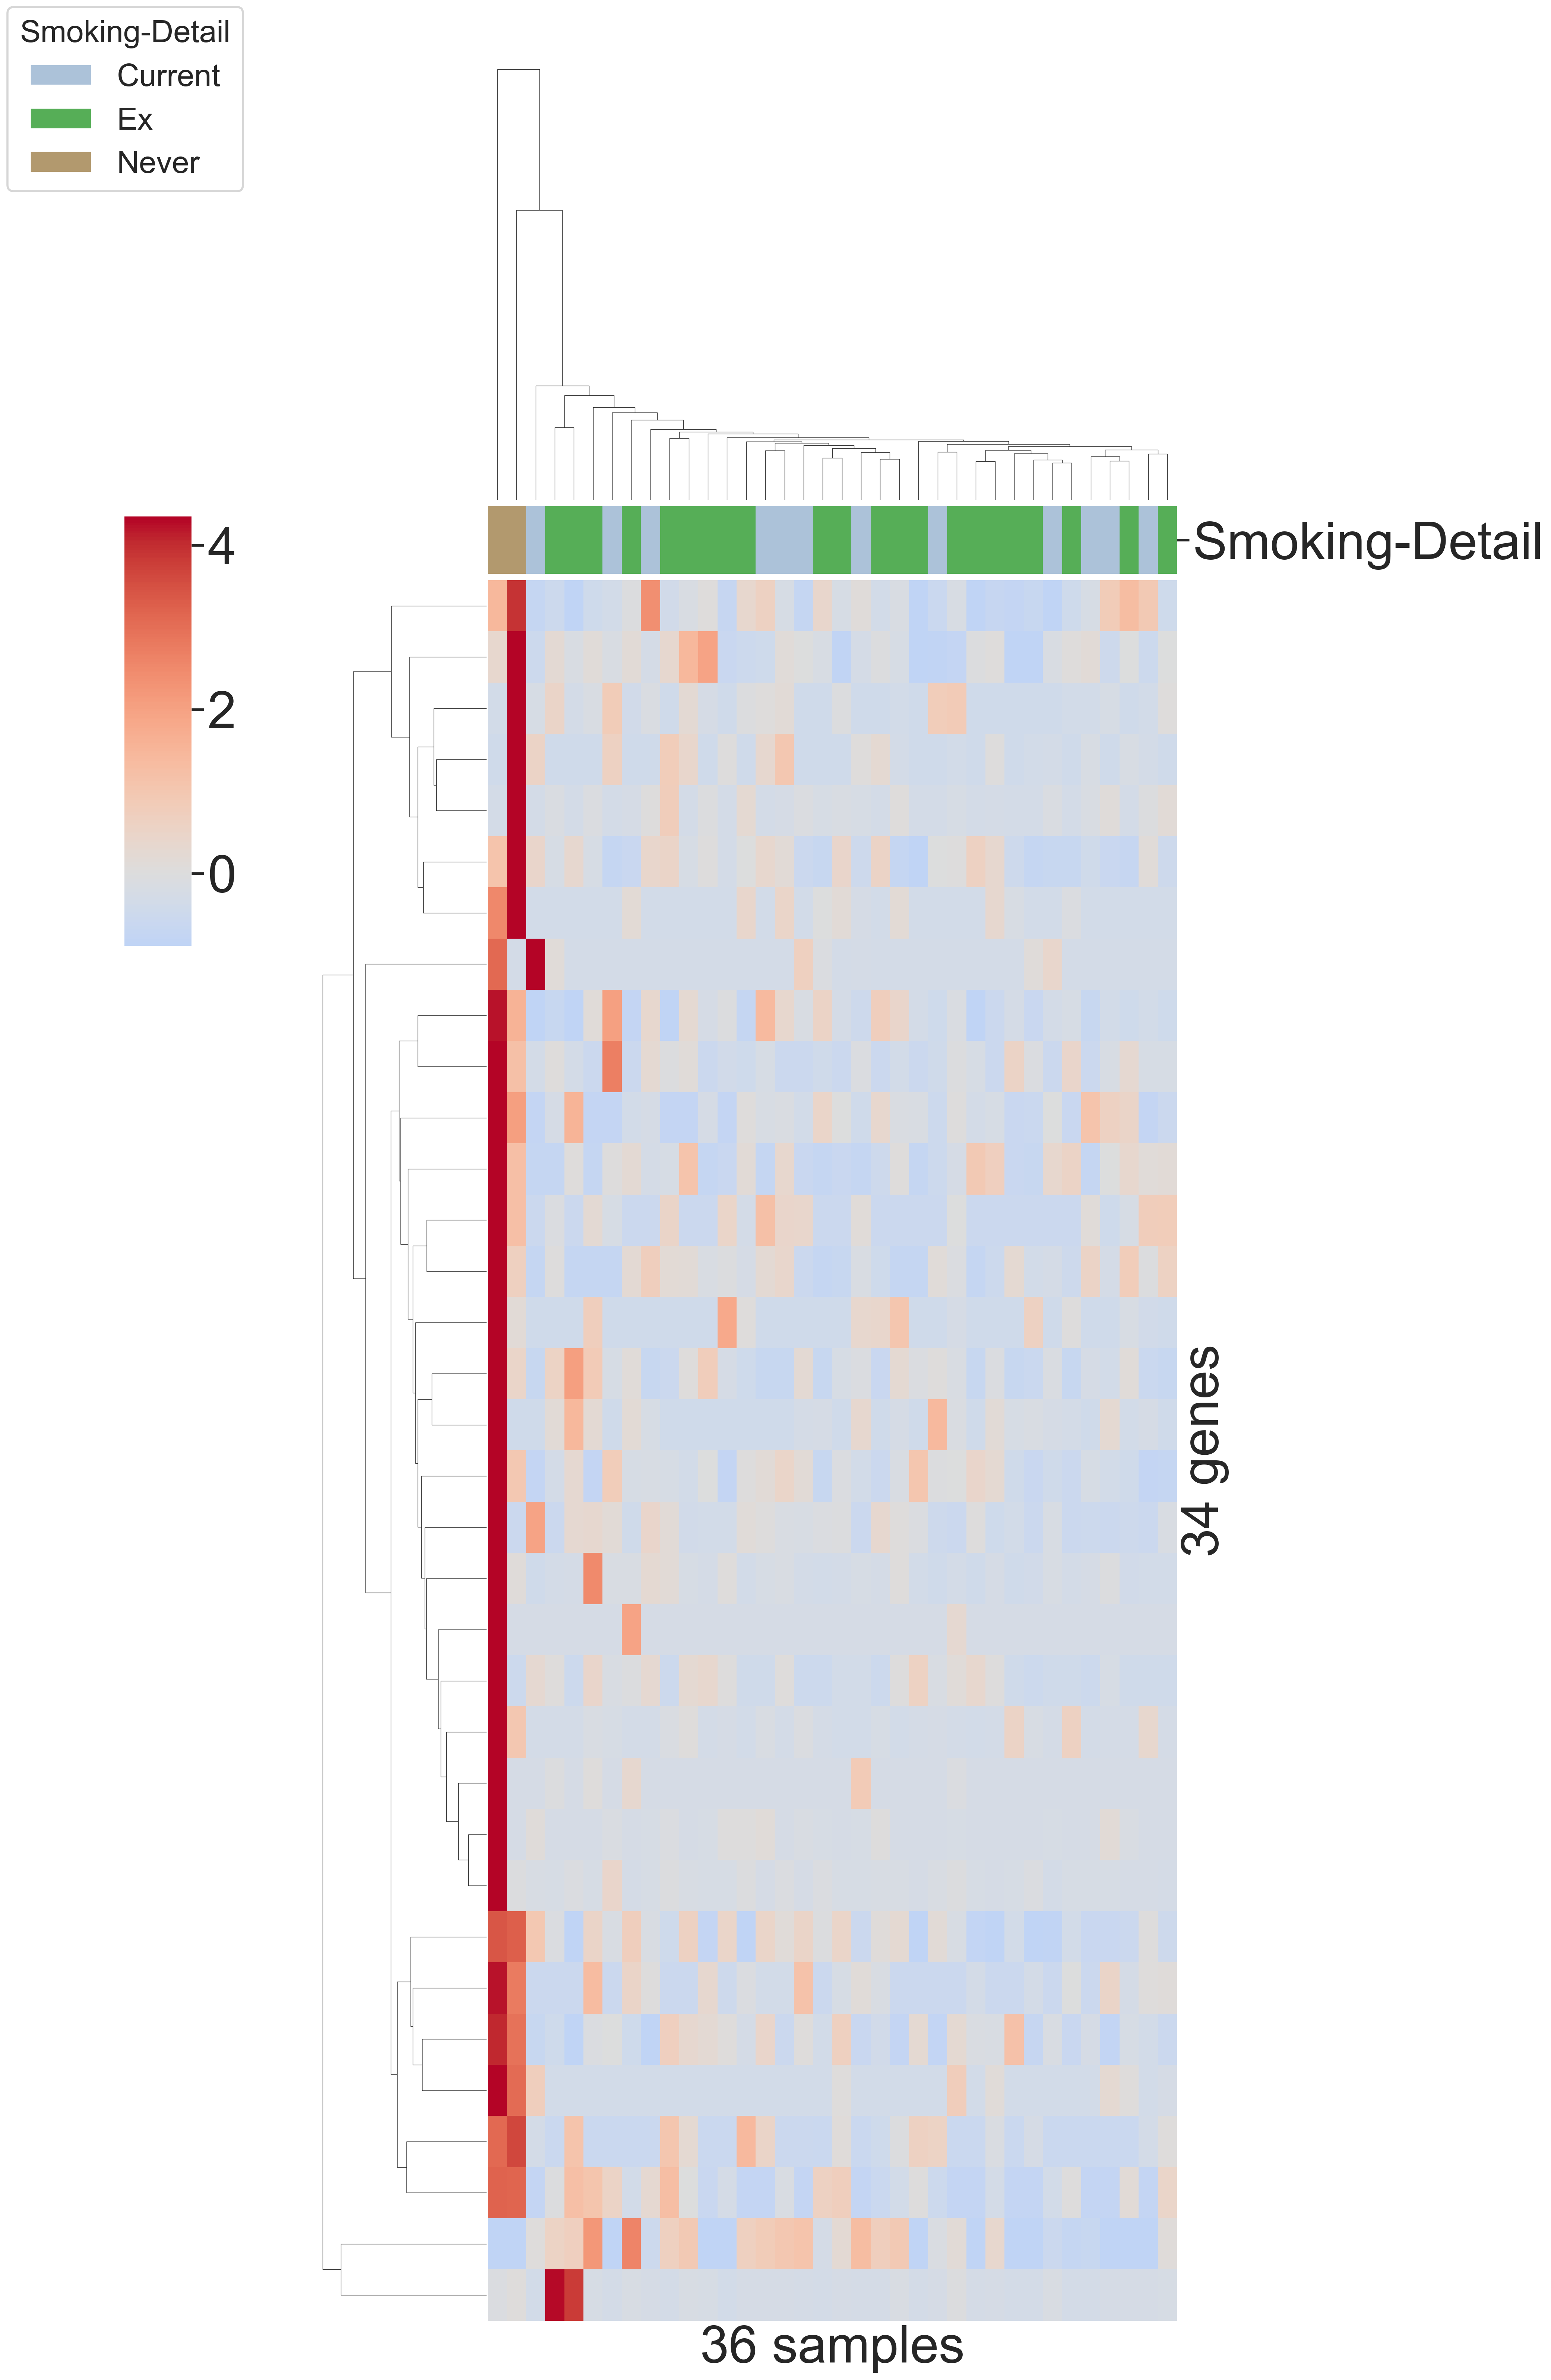 Smoking-Detail
Current
Ex
Never
Smoking-Detail
4
2
0
34 genes
36 samples